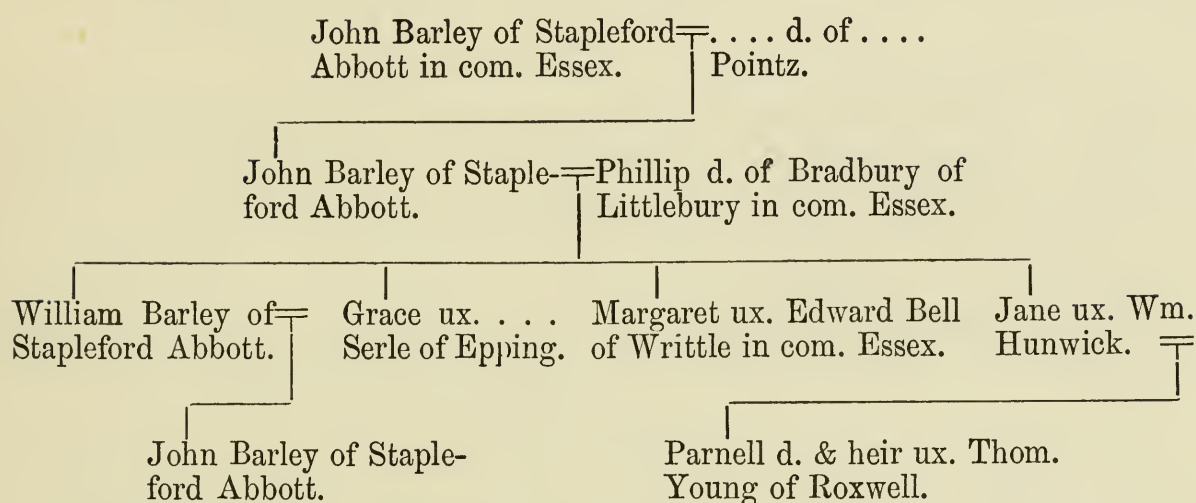 John Barley of Stapleford . . . . d. of . . . .
Abbott in com. Essex. Pointz.
John Barley of Staple- Phillip d. of Bradbury of
ford Abbott. Littlebury in com. Essex.
William Barley of Grace ux. . . . . Margaret ux. Edward Bell Jane ux. Wm.
Stapleford Abbott. Serle of Epping. of Writtle in com. Essex. Hunwick.
John Barley of Staple- Parnell d. & heir ux. Thom.
ford Abbott. Young of Roxwell.